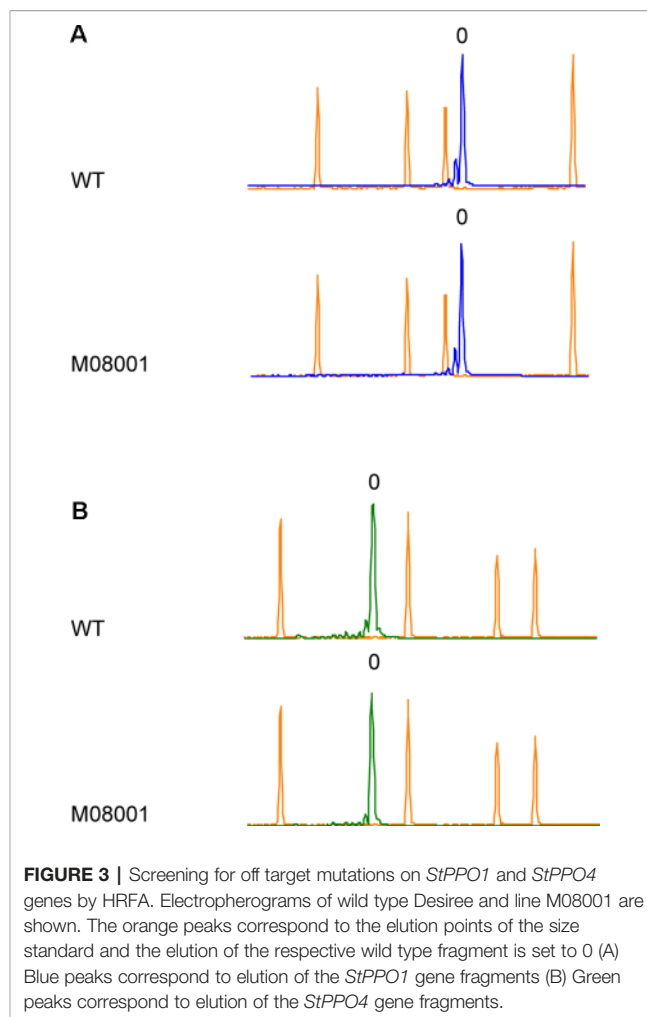 A
0
WT
0
M08001
0
B
WT
0
M08001
FIGURE 3 | Screening for off target mutations on StPPO1 and StPPO4
genes by HRFA. Electropherograms of wild type Desiree and line M08001 are
shown. The orange peaks correspond to the elution points of the size
standard and the elution of the respective wild type fragment is set to 0 (A)
Blue peaks correspond to elution of the StPPO1 gene fragments (B) Green
peaks correspond to elution of the StPPO4 gene fragments.